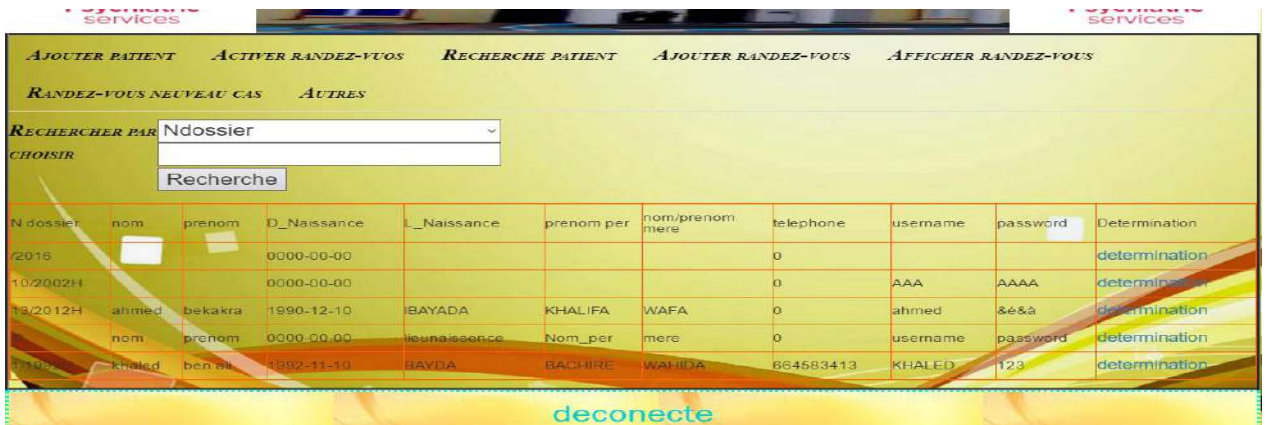 services services
AJOUTER PATIENT ACTIVER RANDEZ-VUOS RECHERCHE PATIENT AJOUTER RANDEZ-VOUS AFFICHER RANDEZ-VOUS
RANDEZ-VOUS NEUVEAU CAS AUTRES
RECHERCHER PAR Ndossier
CHOISIR
Recherche
N dossier nom prenom D_Naissance L_Naissance prenom per nom/prenom mere telephone username password Determination
/2016 0000-00-00 0 determination
10/2002H 0000-00-00 0 AAA AAAA determination
13/2012H ahmed bekakra 1990-12-10 IBAYADA KHALIFA WAFA 0 ahmed &é&à determination
nom prenom 0000-00-00 lieunaissence Nom_per mere 0 username password determination
khaled ben ali 1992-11-10 BAYDA BACHIRE WAHIDA 664583413 KHALED 123 determination
deconecte